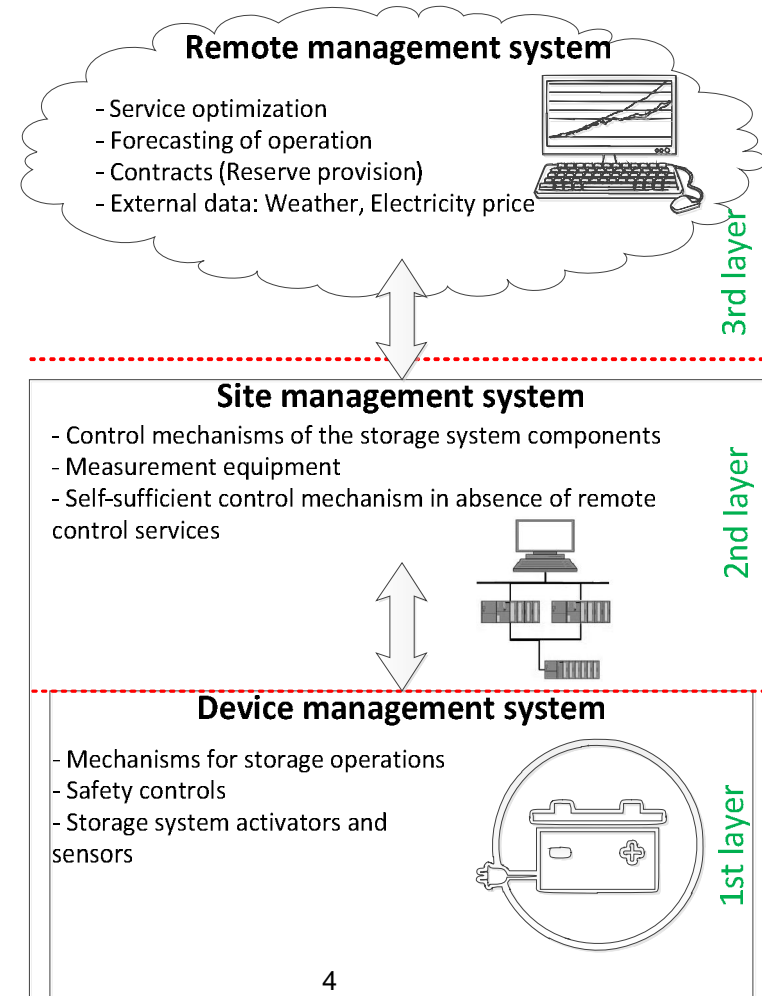 Remote management system
- Service optimization
- Forecasting of operation
- Contracts (Reserve provision)
- External data: Weather, Electricity price
3rd layer
Site management system
- Control mechanisms of the storage system components
- Measurement equipment
- Self-sufficient control mechanism in absence of remote
control services
2nd layer
Device management system
- Mechanisms for storage operations
- Safety controls
- Storage system activators and
sensors
1st layer
4